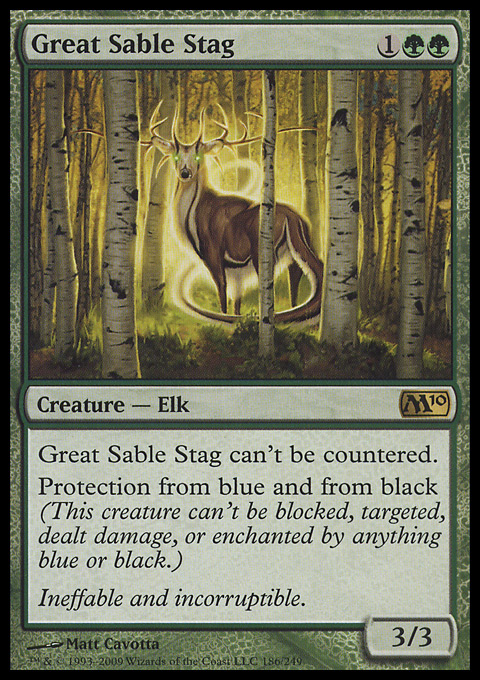 Great Sable Stag 1
Creature — Elk M10
Great Sable Stag can't be countered.
Protection from blue and from black
(This creature can't be blocked, targeted,
dealt damage, or enchanted by anything
blue or black.)
Ineffable and incorruptible.
3/3
Matt Cavotta
™ & © 1993–2009 Wizards of the Coast LLC 186/249